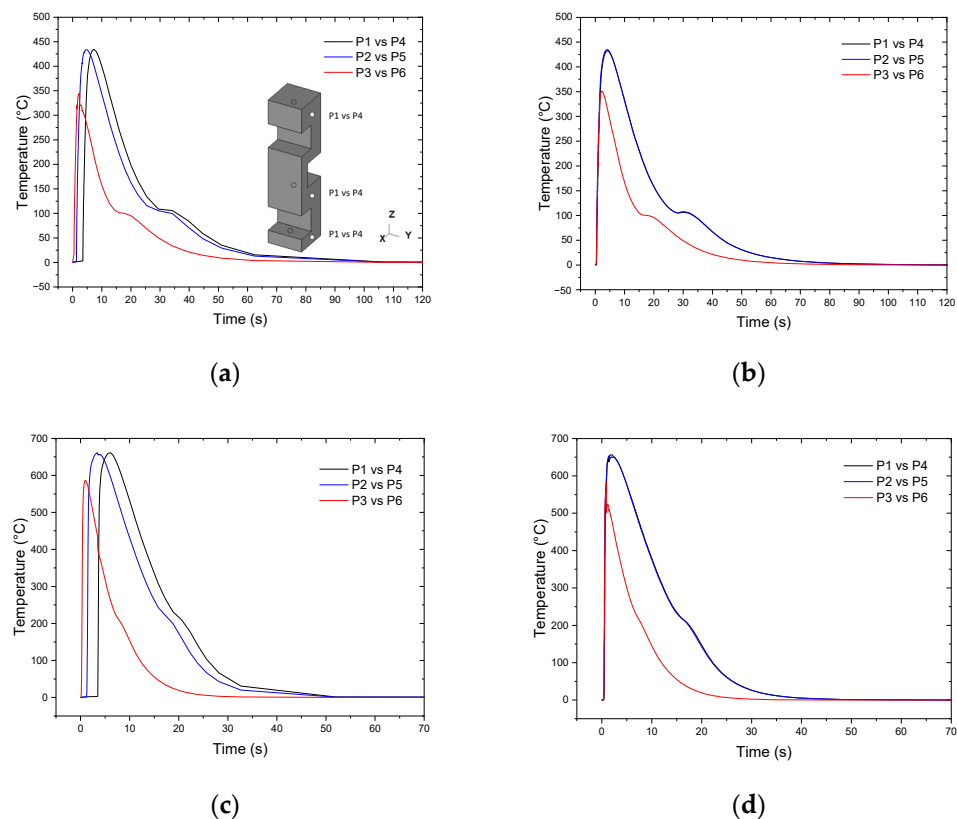 500
450
400
350
300
250
200
150
100
50
0
−50
Temperature (°C)
P1 vs P4
P2 vs P5
P3 vs P6
P1 vs P4
P1 vs P4
P1 vs P4
Z
X
Y
0 10 20 30 40 50 60 70 80 90 100 110 120
Time (s)
(a)
500
450
400
350
300
250
200
150
100
50
0
−50
Temperature (°C)
P1 vs P4
P2 vs P5
P3 vs P6
0 10 20 30 40 50 60 70 80 90 100 110 120
Time (s)
(b)
700
600
500
400
300
200
100
0
Temperature (°C)
P1 vs P4
P2 vs P5
P3 vs P6
0 10 20 30 40 50 60 70
Time (s)
(c)
700
600
500
400
300
200
100
0
Temperature (°C)
P1 vs P4
P2 vs P5
P3 vs P6
0 10 20 30 40 50 60 70
Time (s)
(d)